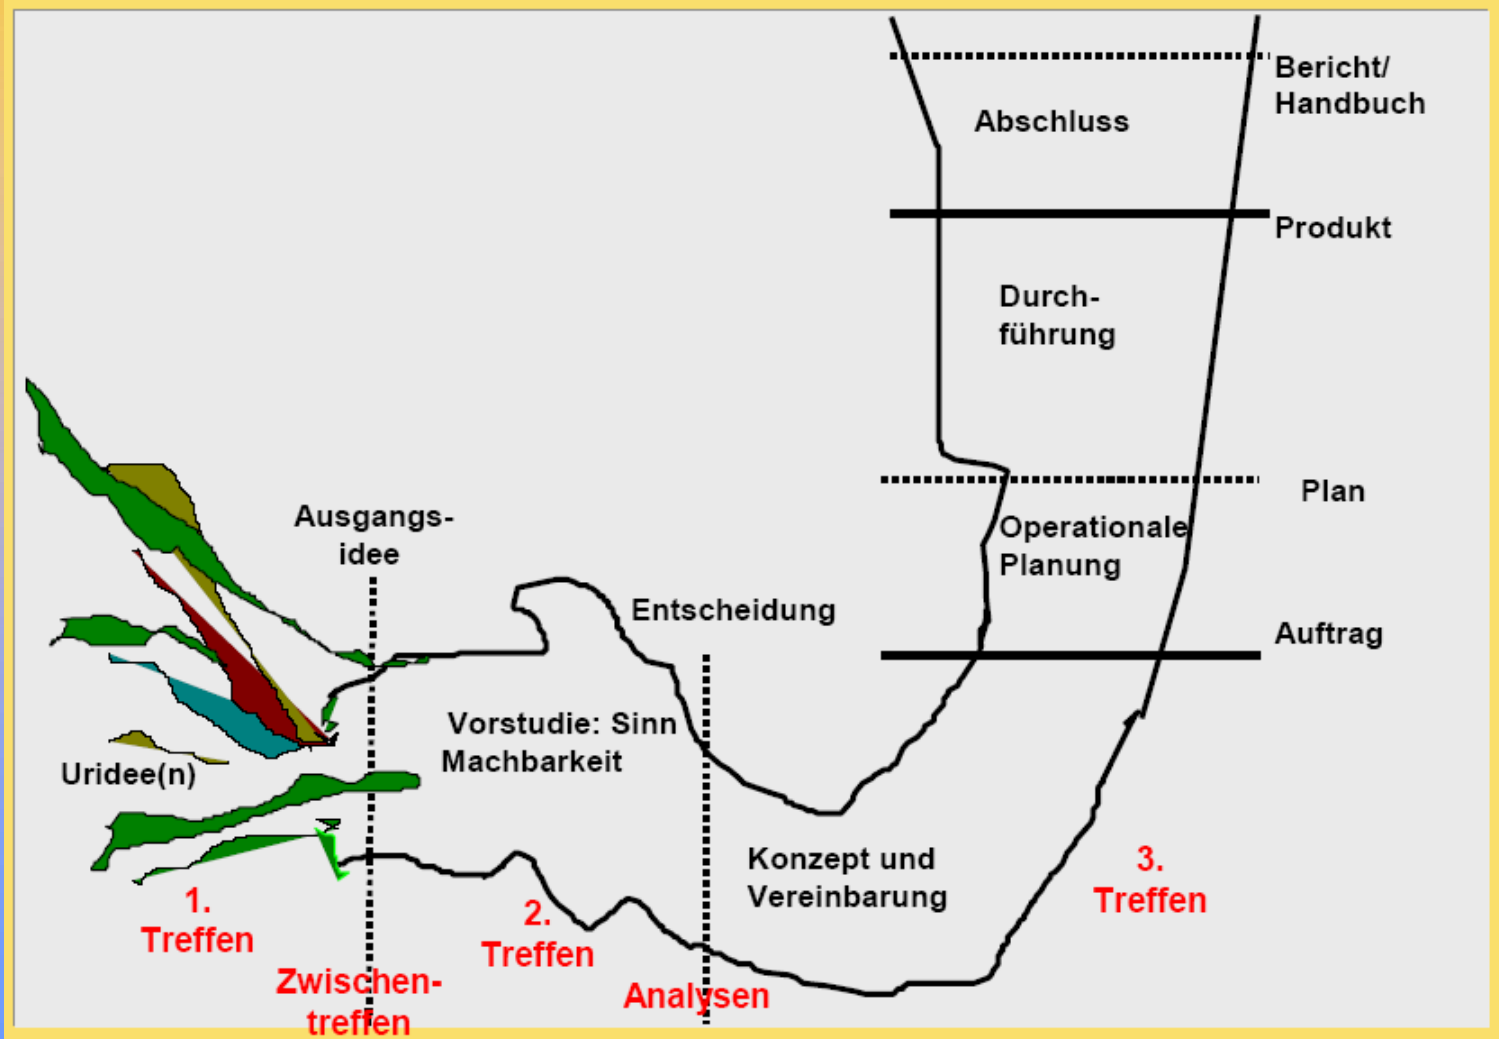 Bericht/
Handbuch
Abschluss
Produkt
Durch-
führung
Plan
Ausgangs-
idee
Operationale
Planung
Entscheidung
Auftrag
Vorstudie: Sinn
Machbarkeit
Uridee(n)
Konzept und
Vereinbarung
1.
Treffen
Zwischen-
treffen
2.
Treffen
Analysen
3.
Treffen